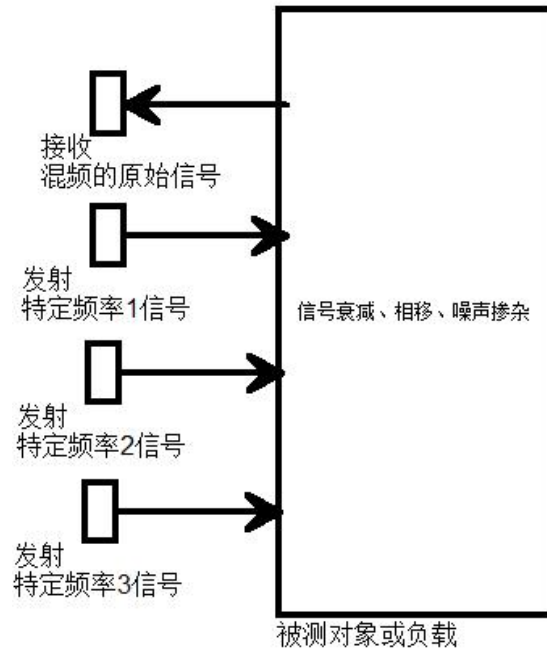 接收
混频的原始信号
发射
特定频率1信号
信号衰减、相移、噪声掺杂
发射
特定频率2信号
发射
特定频率3信号
被测对象或负载